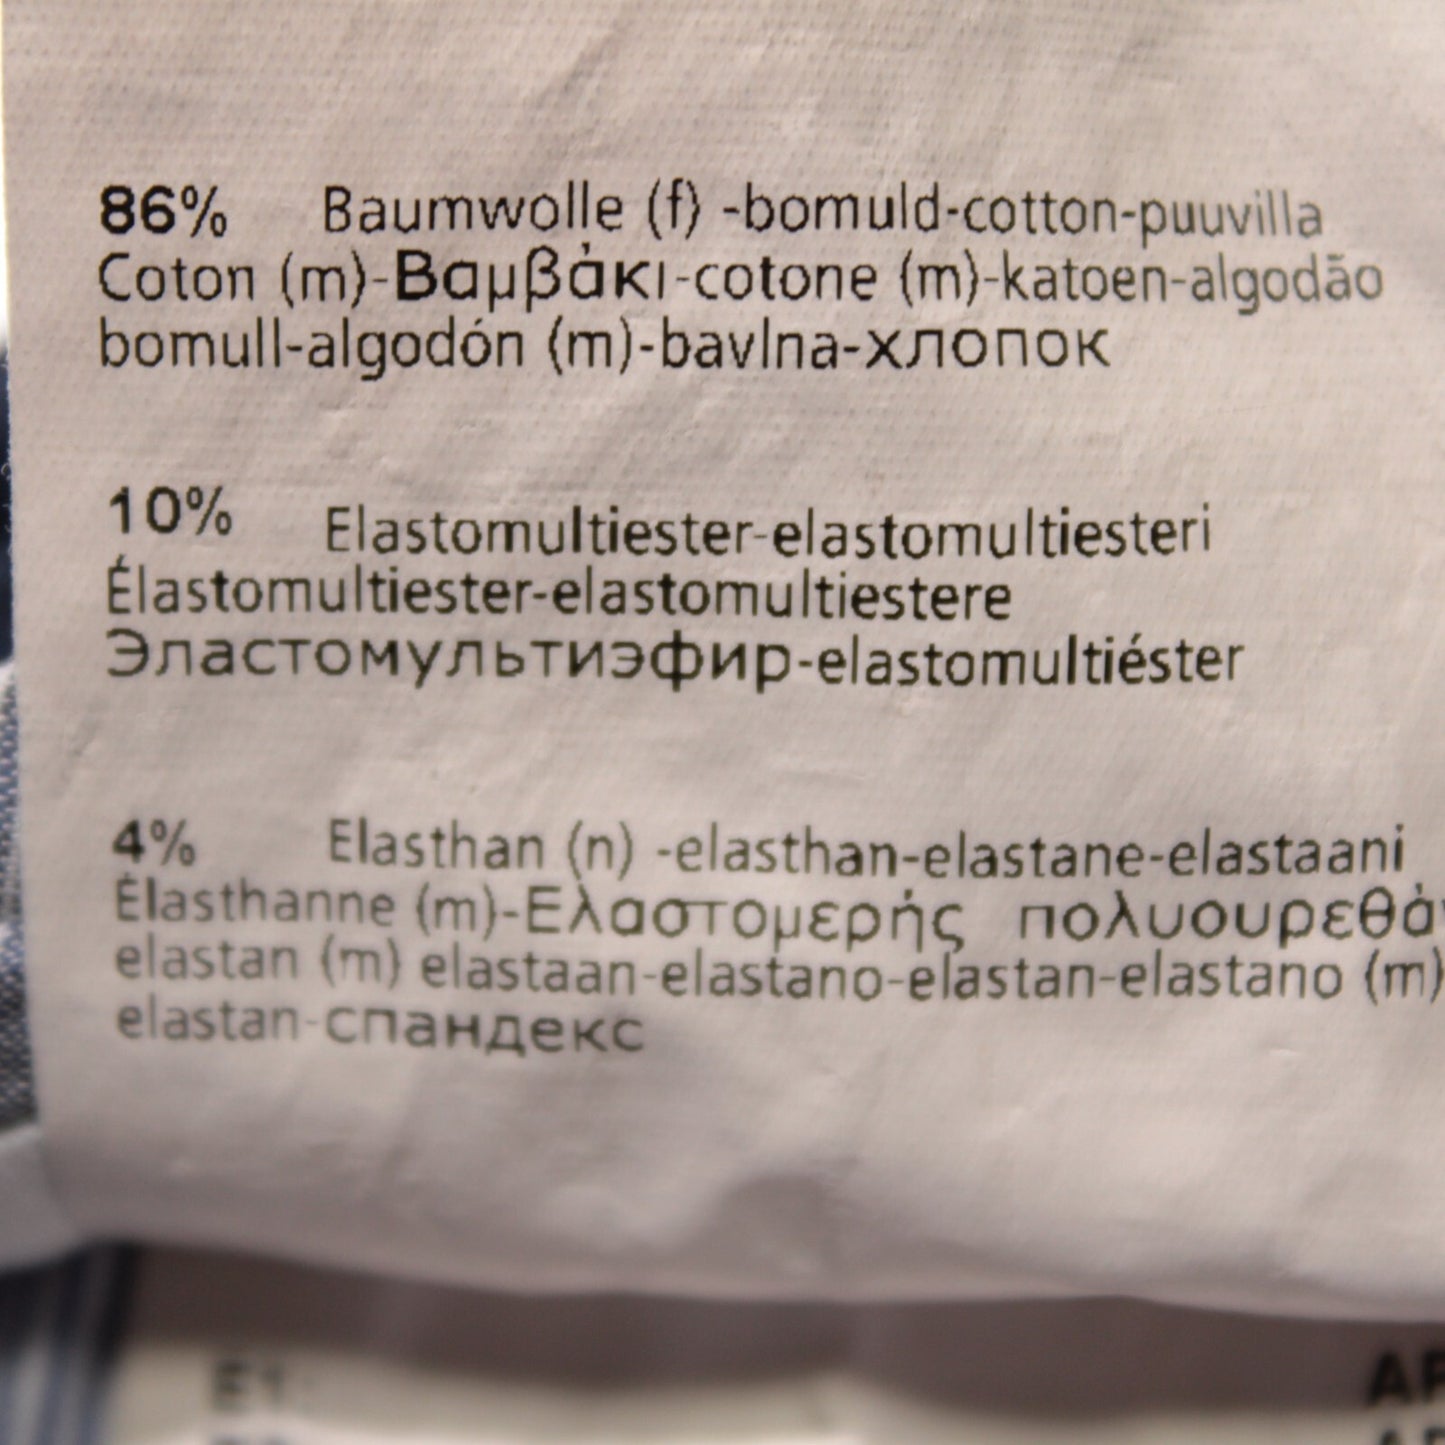 86% Baumwolle (f) -bomuld-cotton-puuvilla
Coton (m)-Βαμβάκι-cotone (m)-katoen-algodão
bomull-algodón (m)-bavlna-хлопок
10% Elastomultiester-elastomultiesteri
Élastomultiester-elastomultiestere
Эластомультиэфир-elastomultiéster
4% Elasthan (n) -elasthan-elastane-elastaani
Élasthanne (m)-Ελαστομερής
elastan (m) elastaan-elastano-elastan-elastano (m)
elastan-спандекс